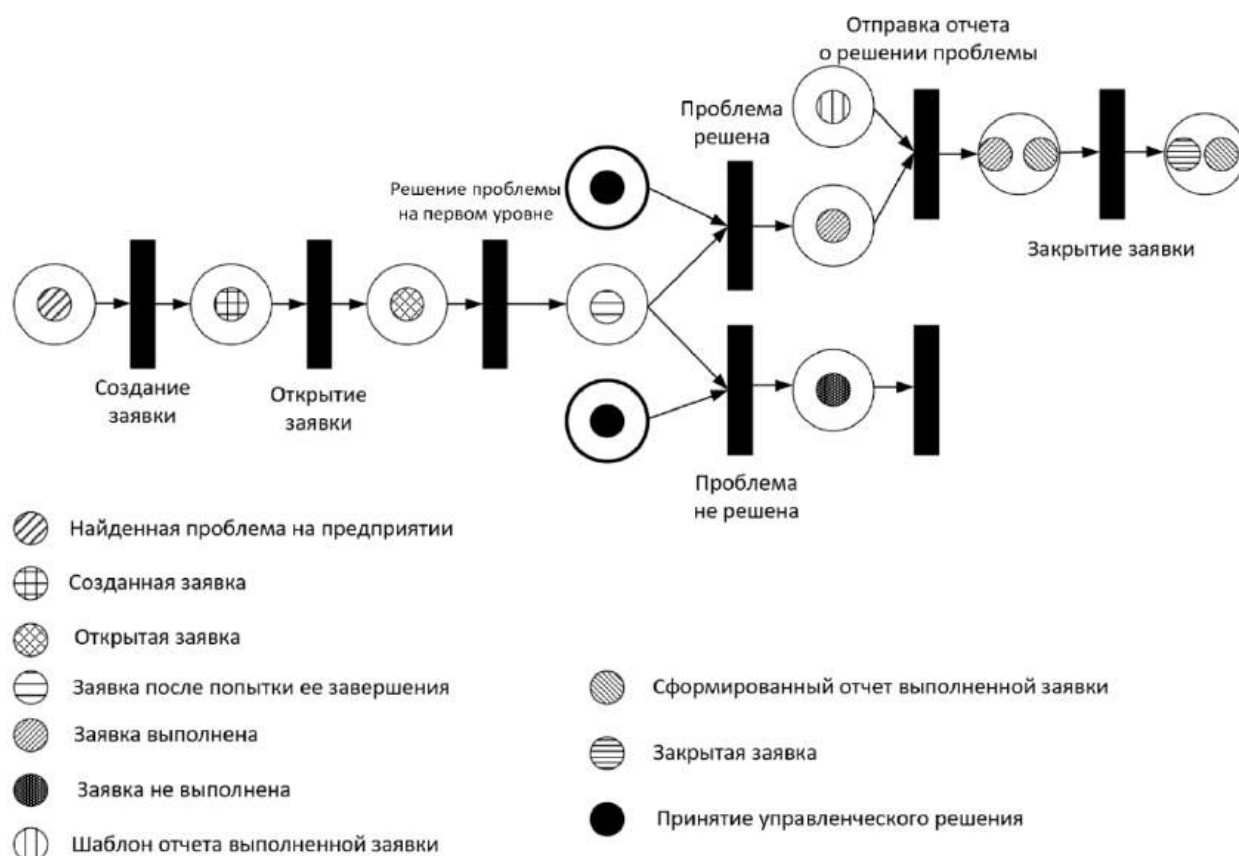 Отправка отчета
о решении проблемы
Проблема
решена
Решение проблемы
на первом уровне
Закрытие заявки
Создание
заявки
Открытие
заявки
Проблема
не решена
Найденная проблема на предприятии
Созданная заявка
Открытая заявка
Заявка после попытки ее завершения
Заявка выполнена
Заявка не выполнена
Шаблон отчета выполненной заявки
Сформированный отчет выполненной заявки
Закрытая заявка
Принятие управленческого решения